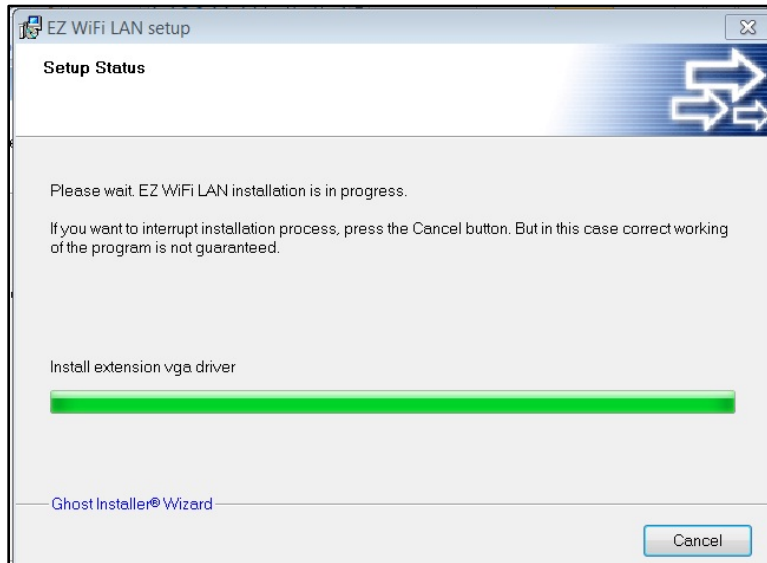 EZ WiFi LAN setup
Setup Status
Please wait. EZ WiFi LAN installation is in progress.
If you want to interrupt installation process, press the Cancel button. But in this case correct working
of the program is not guaranteed.
Install extension vga driver
Ghost Installer® Wizard
Cancel